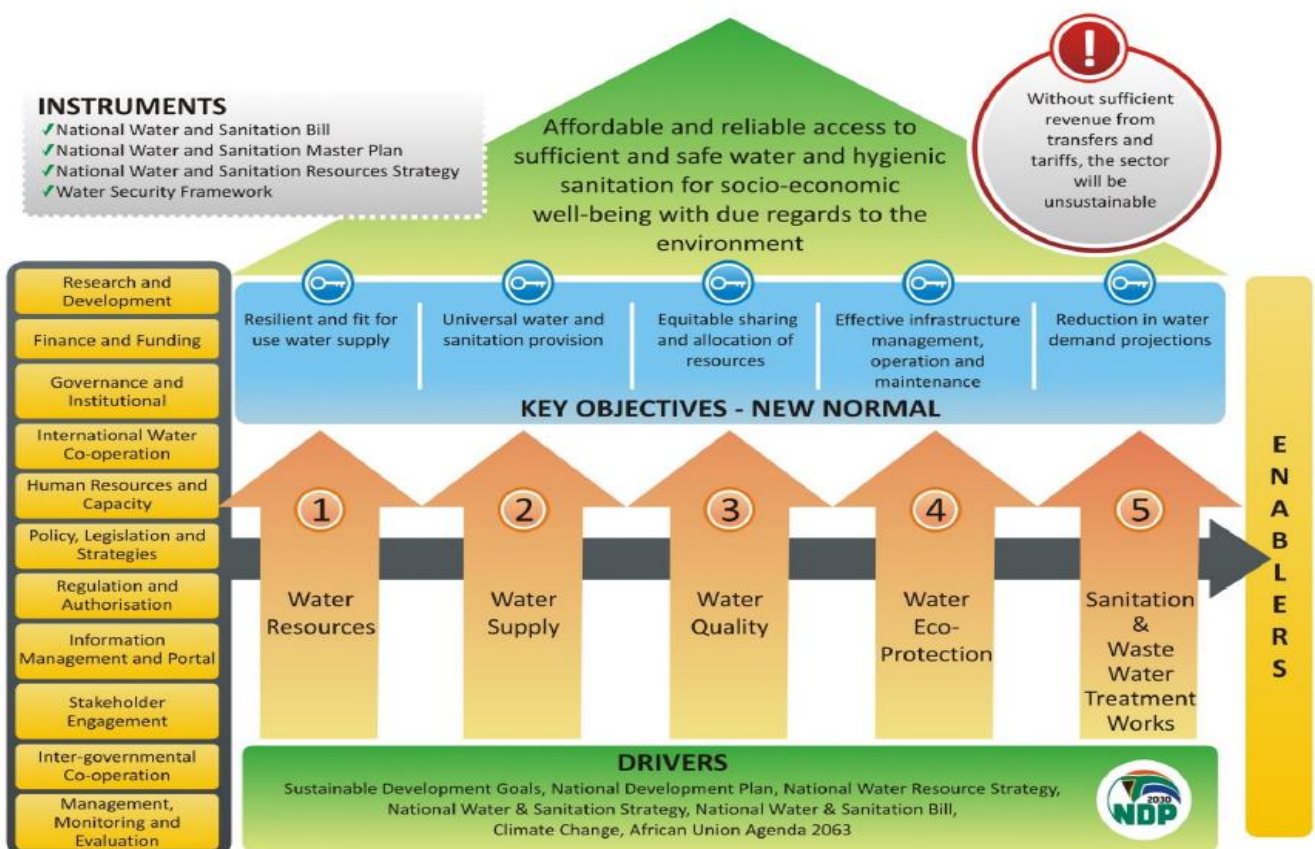 INSTRUMENTS
✓National Water and Sanitation Bill
✓National Water and Sanitation Master Plan
✓National Water and Sanitation Resources Strategy
✓Water Security Framework
Affordable and reliable access to
sufficient and safe water and hygienic
sanitation for socio-economic
well-being with due regards to the
environment
!
Without sufficient
revenue from
transfers and
tariffs, the sector
will be
unsustainable
Research and
Development
Finance and Funding
Governance and
Institutional
International Water
Co-operation
Human Resources and
Capacity
Policy, Legislation and
Strategies
Regulation and
Authorisation
Information
Management and Portal
Stakeholder
Engagement
Inter-governmental
Co-operation
Management,
Monitoring and
Evaluation
Resilient and fit for
use water supply
Universal water and
sanitation provision
Equitable sharing
and allocation of
resources
Effective infrastructure
management,
operation and
maintenance
Reduction in water
demand projections
KEY OBJECTIVES - NEW NORMAL
1
Water
Resources
2
Water
Supply
3
Water
Quality
4
Water
Eco-
Protection
5
Sanitation
&
Waste
Water
Treatment
Works
ENABLERS
DRIVERS
Sustainable Development Goals, National Development Plan, National Water Resource Strategy,
National Water & Sanitation Strategy, National Water & Sanitation Bill,
Climate Change, African Union Agenda 2063
2030
NDP